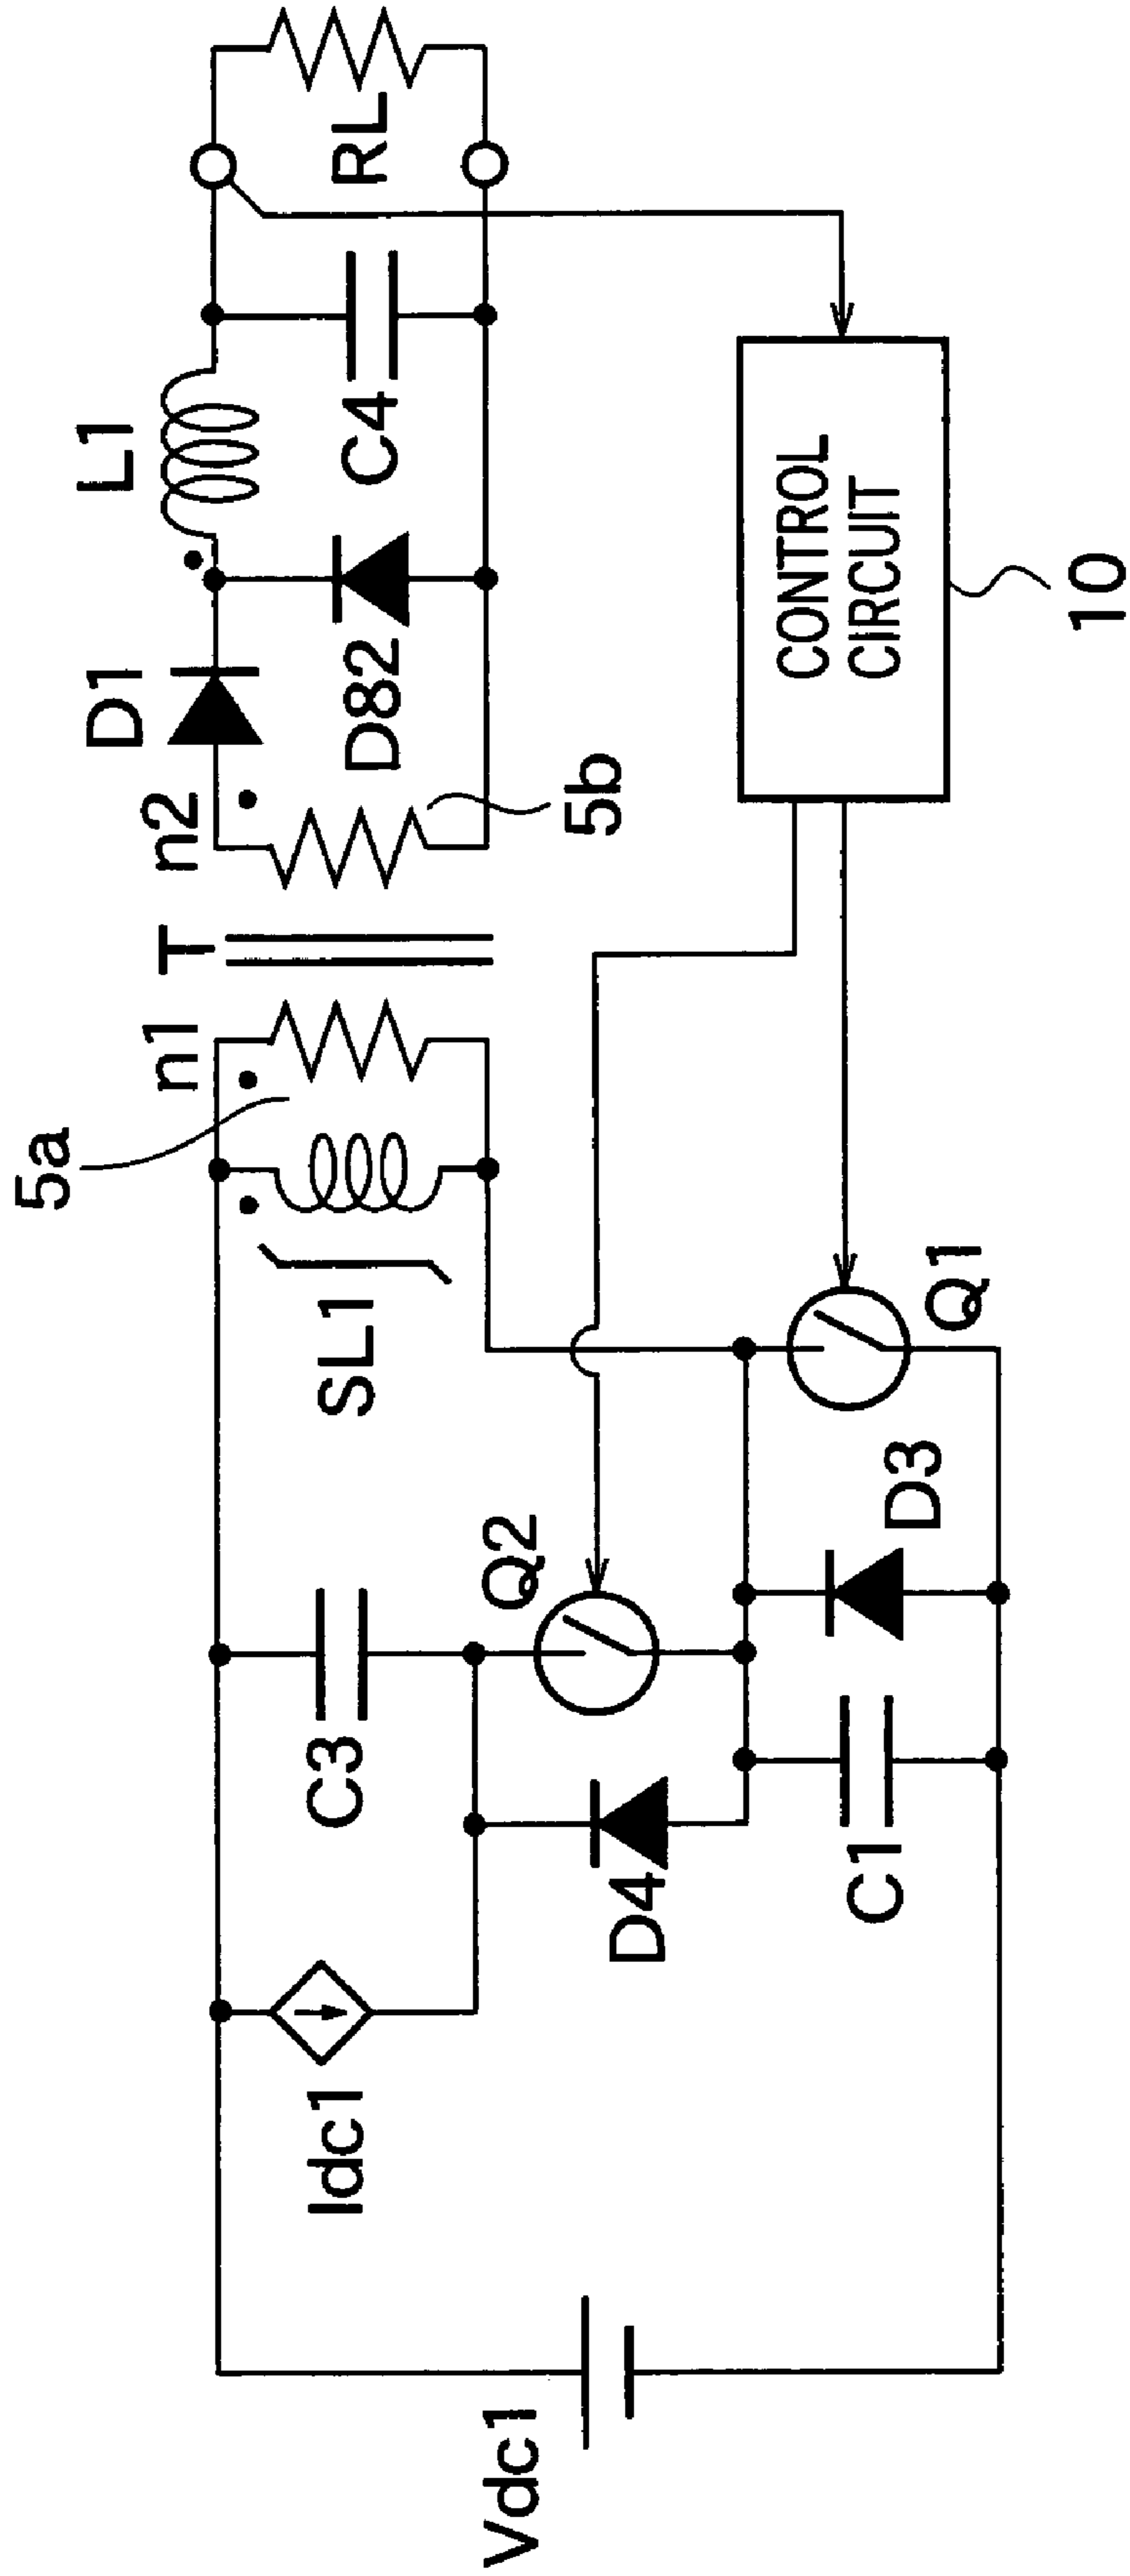 5a
n1
T
n2
D1
L1
SL1
5b
D82
C4
RL
Idc1
C3
Q2
Vdc1
D4
C1
D3
Q1
CONTROL
CIRCUIT
10